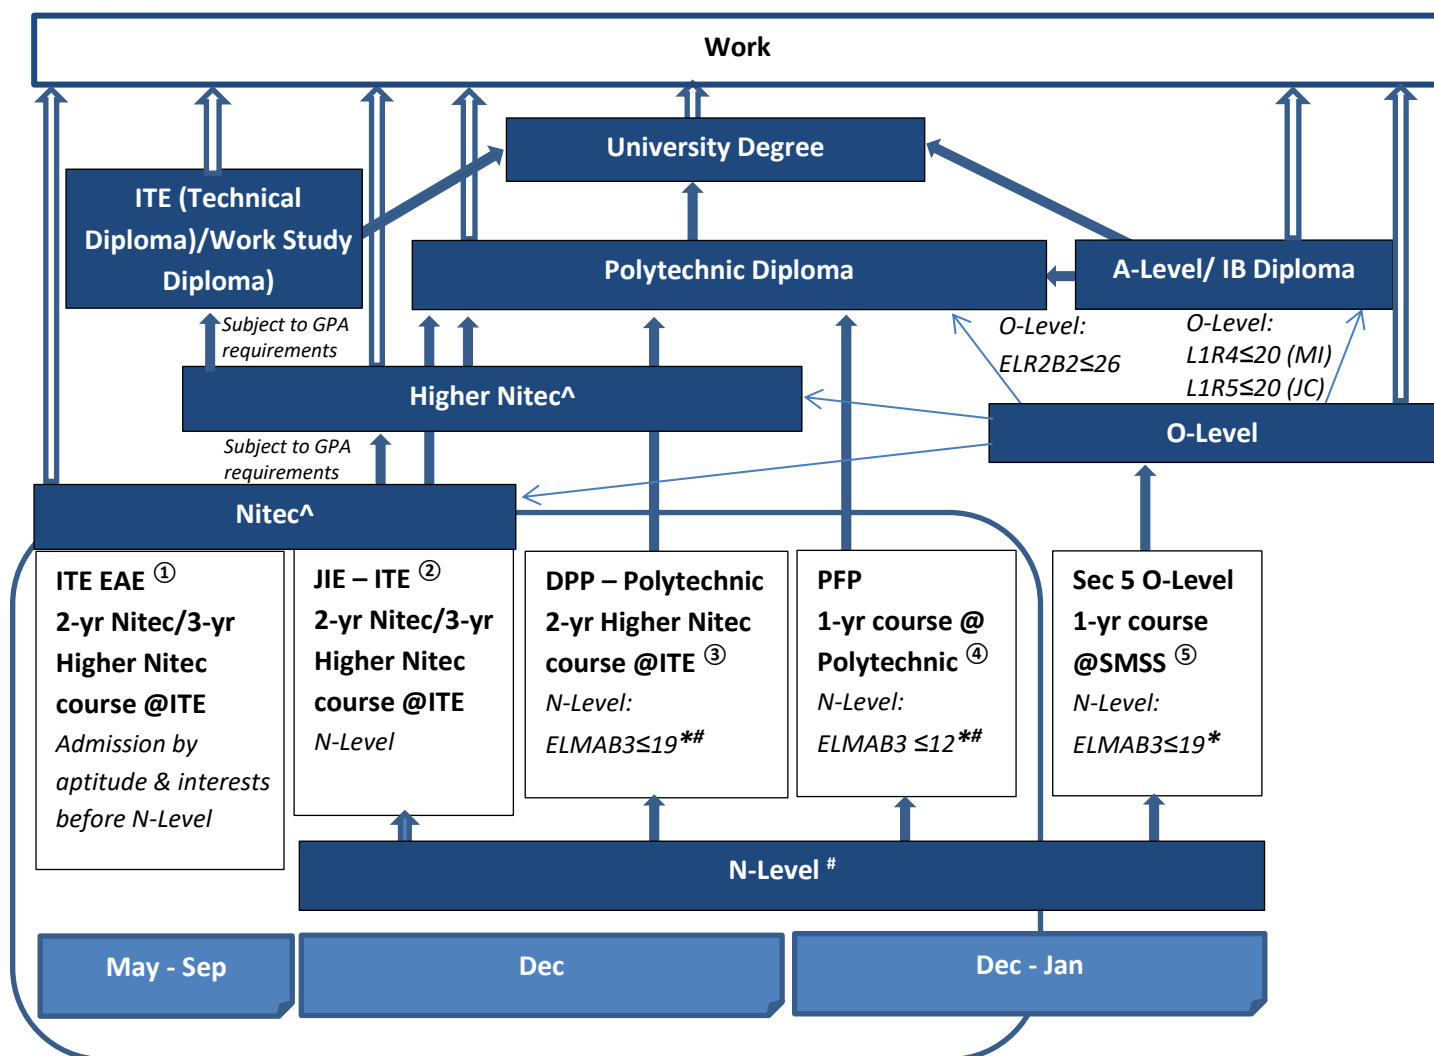 Work
University Degree
ITE (Technical
Diploma)/Work Study
Diploma)
Polytechnic Diploma
A-Level/ IB Diploma
Subject to GPA
requirements
O-Level:
ELR2B2≤26
O-Level:
L1R4≤20 (MI)
L1R5≤20 (JC)
Higher Nitec^
O-Level
Subject to GPA
requirements
Nitec^
ITE EAE ①
2-yr Nitec/3-yr
Higher Nitec
course @ITE
Admission by
aptitude & interests
before N-Level
JIE – ITE ②
2-yr Nitec/3-yr
Higher Nitec
course @ITE
N-Level
DPP – Polytechnic
2-yr Higher Nitec
course @ITE ③
N-Level:
ELMAB3≤19*#
PFP
1-yr course @
Polytechnic ④
N-Level:
ELMAB3 ≤12*#
Sec 5 O-Level
1-yr course
@SMSS ⑤
N-Level:
ELMAB3≤19*
N-Level #
May - Sep
Dec
Dec - Jan